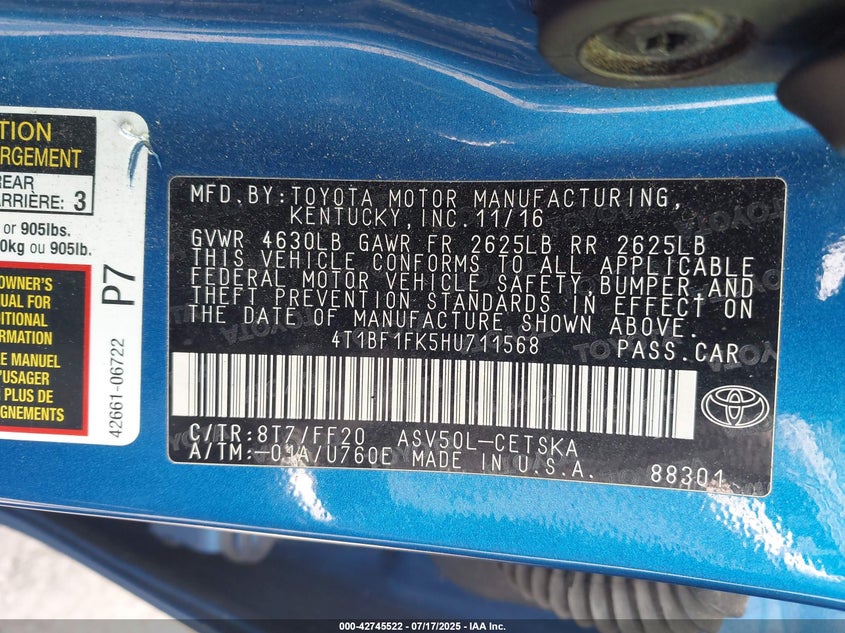 TION
RGEMENT
REAR
ARRIÈRE: 3
or 905lbs.
0kg ou 905lb.
OWNER'S
UAL FOR
ITIONAL
RMATION
E MANUEL
'USAGER
S DE
GNEMENTS
P7
42661-06722
MFD. BY: TOYOTA MOTOR MANUFACTURING,
KENTUCKY, INC. 11/16
GVWR 4630LB GAWR FR 2625LB RR 2625LB
THIS VEHICLE CONFORMS TO ALL APPLICABLE
FEDERAL MOTOR VEHICLE SAFETY, BUMPER, AND
THEFT PREVENTION STANDARDS IN EFFECT ON
THE DATE OF MANUFACTURE SHOWN ABOVE.
4T1BF1FK5HU711568 PASS. CAR
C/TR: 8T7/FF20 ASV50L-CETSKA
A/TM: -01A/U760E MADE IN U.S.A. 88301
000-42745522 / 07/17/2025 - IAA Inc.